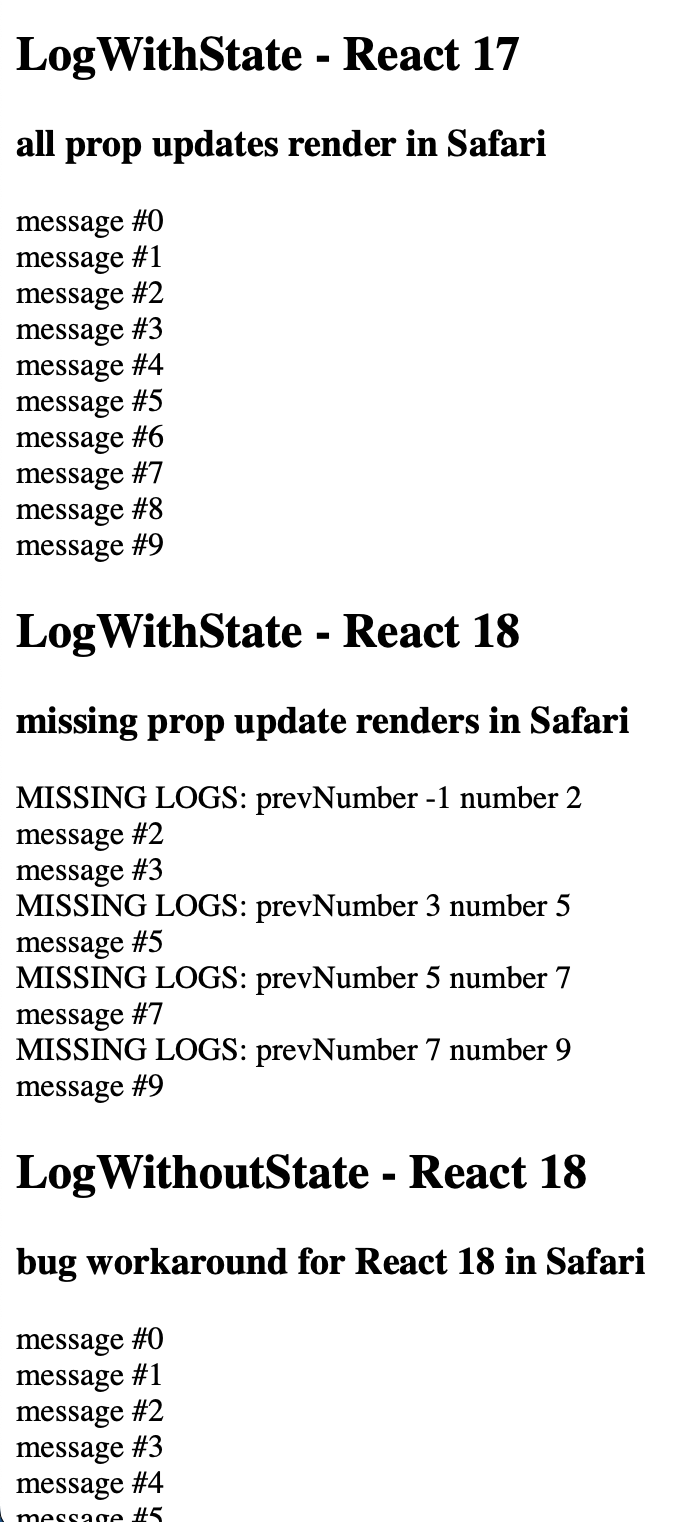 LogWithState - React 17
all prop updates render in Safari
message #0
message #1
message #2
message #3
message #4
message #5
message #6
message #7
message #8
message #9
LogWithState - React 18
missing prop update renders in Safari
MISSING LOGS: prevNumber -1 number 2
message #2
message #3
MISSING LOGS: prevNumber 3 number 5
message #5
MISSING LOGS: prevNumber 5 number 7
message #7
MISSING LOGS: prevNumber 7 number 9
message #9
LogWithoutState - React 18
bug workaround for React 18 in Safari
message #0
message #1
message #2
message #3
message #4
message #5